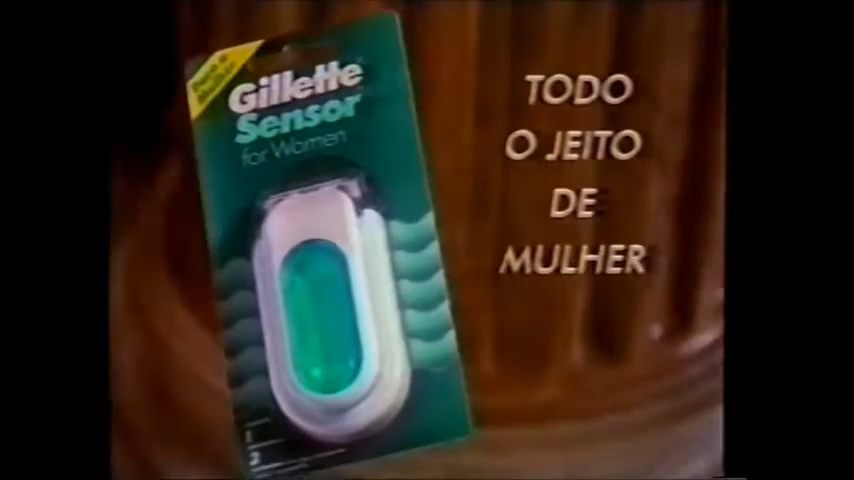 Gillette
Sensor
for Women
TODO
O JEITO
DE
MULHER